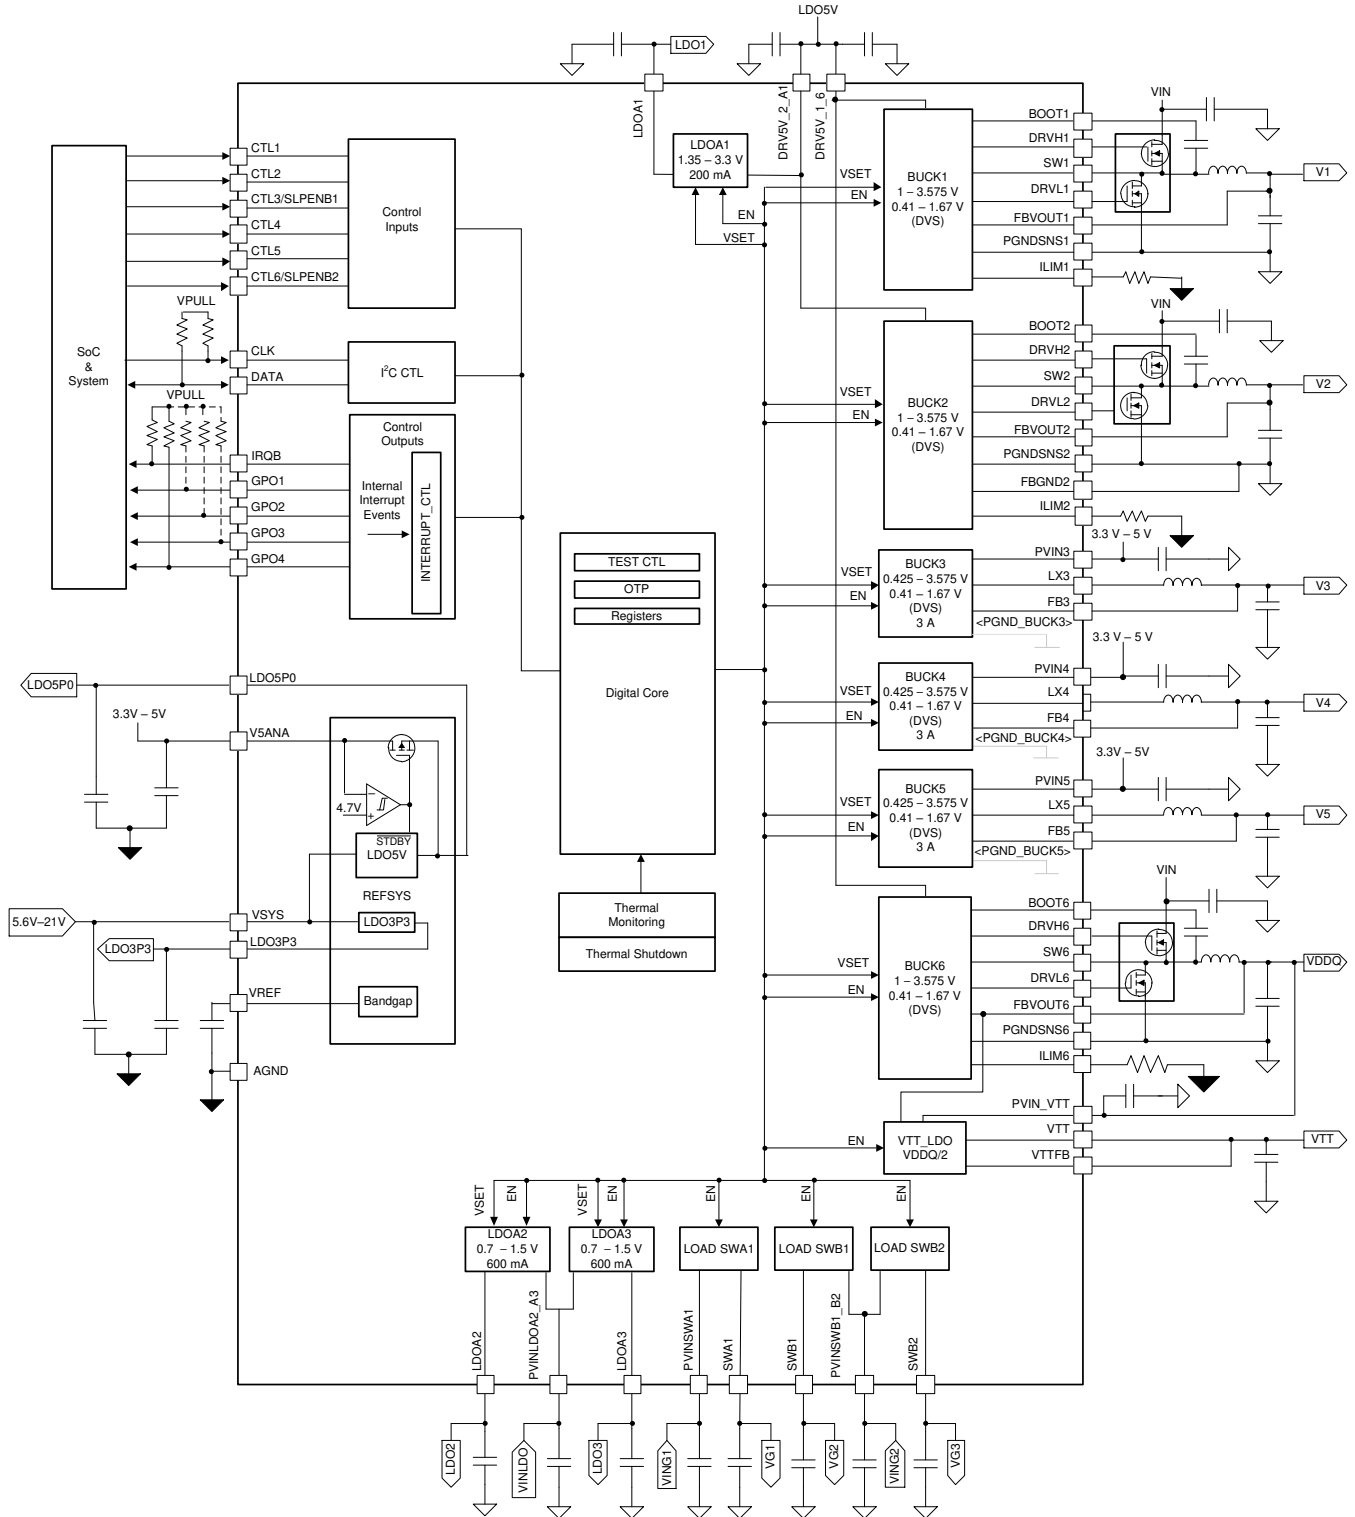 LDO5V
LDO1
LDOA1
DRV5V_2_A1
DRV5V_1_6
LDOA1
1.35 – 3.3 V
200 mA
EN
VSET
SoC
&
System
CTL1
CTL2
CTL3/SLPENB1
CTL4
CTL5
CTL6/SLPENB2
Control
Inputs
VPULL
CLK
DATA
I²C CTL
VPULL
IRQB
GPO1
GPO2
GPO3
GPO4
Control
Outputs
Internal
Interrupt
Events
INTERRUPT_CTL
TEST CTL
OTP
Registers
Digital Core
Thermal
Monitoring
Thermal Shutdown
LDO5P0
LDO5P0
3.3V – 5V
V5ANA
4.7V
STDBY
LDO5V
REFSYS
5.6V–21V
VSYS
LDO3P3
LDO3P3
LDO3P3
VREF
Bandgap
AGND
VSET
EN
BUCK1
1 – 3.575 V
0.41 – 1.67 V
(DVS)
BOOT1
DRVH1
SW1
DRVL1
FBVOUT1
PGNDSNS1
ILIM1
VIN
V1
VSET
EN
BUCK2
1 – 3.575 V
0.41 – 1.67 V
(DVS)
BOOT2
DRVH2
SW2
DRVL2
FBVOUT2
PGNDSNS2
FBGND2
ILIM2
VIN
V2
3.3 V – 5 V
VSET
EN
BUCK3
0.425 – 3.575 V
0.41 – 1.67 V
(DVS)
3 A
PVIN3
LX3
FB3
<PGND_BUCK3>
V3
3.3 V – 5 V
VSET
EN
BUCK4
0.425 – 3.575 V
0.41 – 1.67 V
(DVS)
3 A
PVIN4
LX4
FB4
<PGND_BUCK4>
V4
3.3V – 5V
VSET
EN
BUCK5
0.425 – 3.575 V
0.41 – 1.67 V
(DVS)
3 A
PVIN5
LX5
FB5
<PGND_BUCK5>
V5
VSET
EN
BUCK6
1 – 3.575 V
0.41 – 1.67 V
(DVS)
BOOT6
DRVH6
SW6
DRVL6
FBVOUT6
PGNDSNS6
ILIM6
VIN
VDDQ
EN
VTT_LDO
VDDQ/2
PVIN_VTT
VTT
VTTFB
VTT
VSET
EN
VSET
EN
EN
EN
EN
LDOA2
0.7 – 1.5 V
600 mA
LDOA3
0.7 – 1.5 V
600 mA
LOAD SWA1
LOAD SWB1
LOAD SWB2
LDOA2
PVINLDOA2_A3
LDOA3
PVINSWA1
SWA1
SWB1
PVINSWB1_B2
SWB2
LDO2
VINLDO
LDO3
VING1
VG1
VG2
VING2
VG3